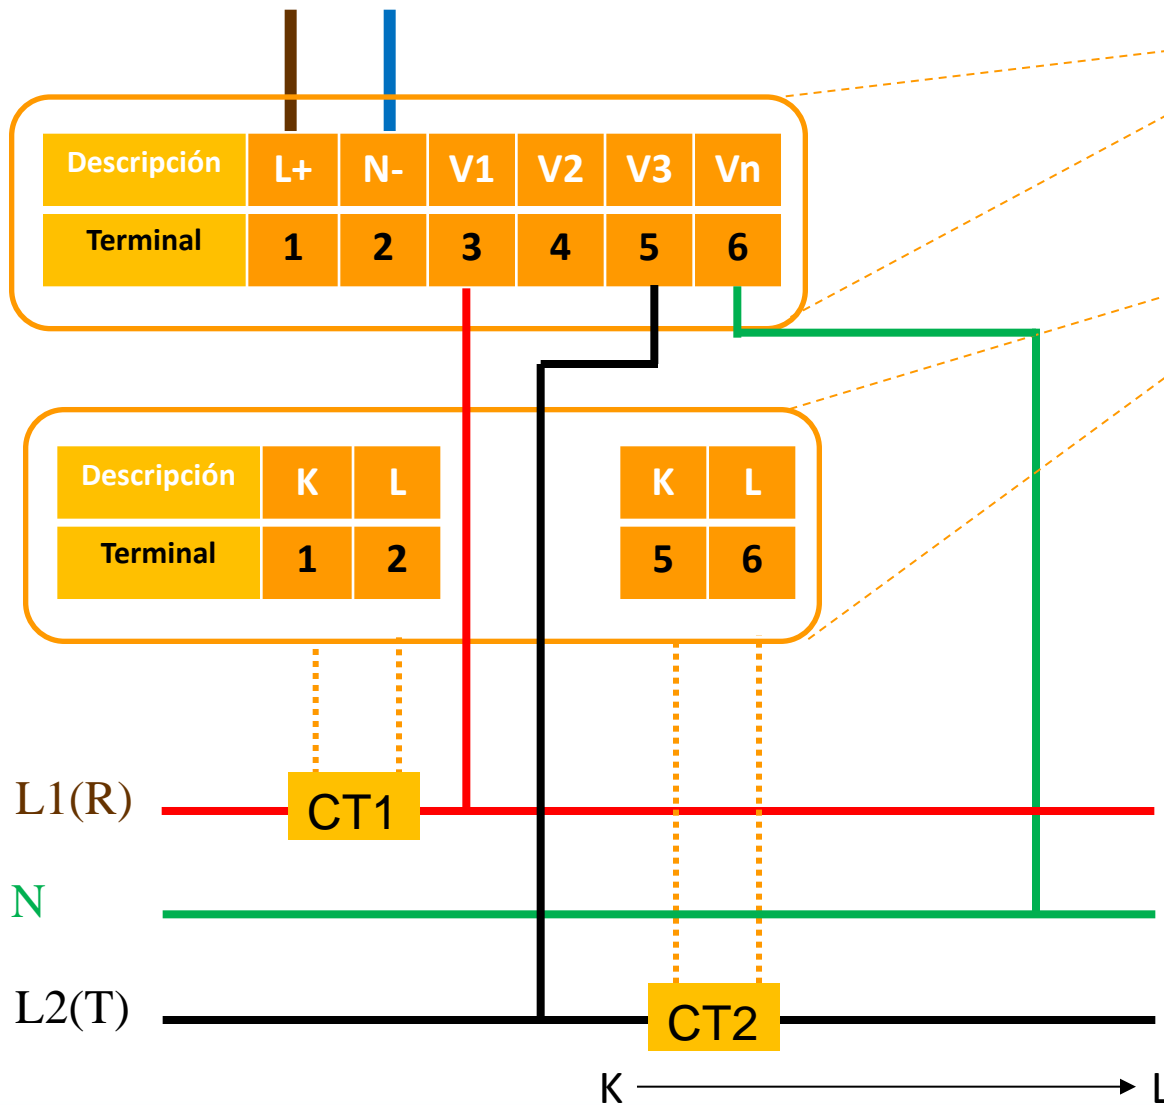 Descripción L+ N- V1 V2 V3 Vn
Terminal 1 2 3 4 5 6
Descripción K L K L
Terminal 1 2 5 6
L1(R) CT1
N
L2(T) CT2
K L